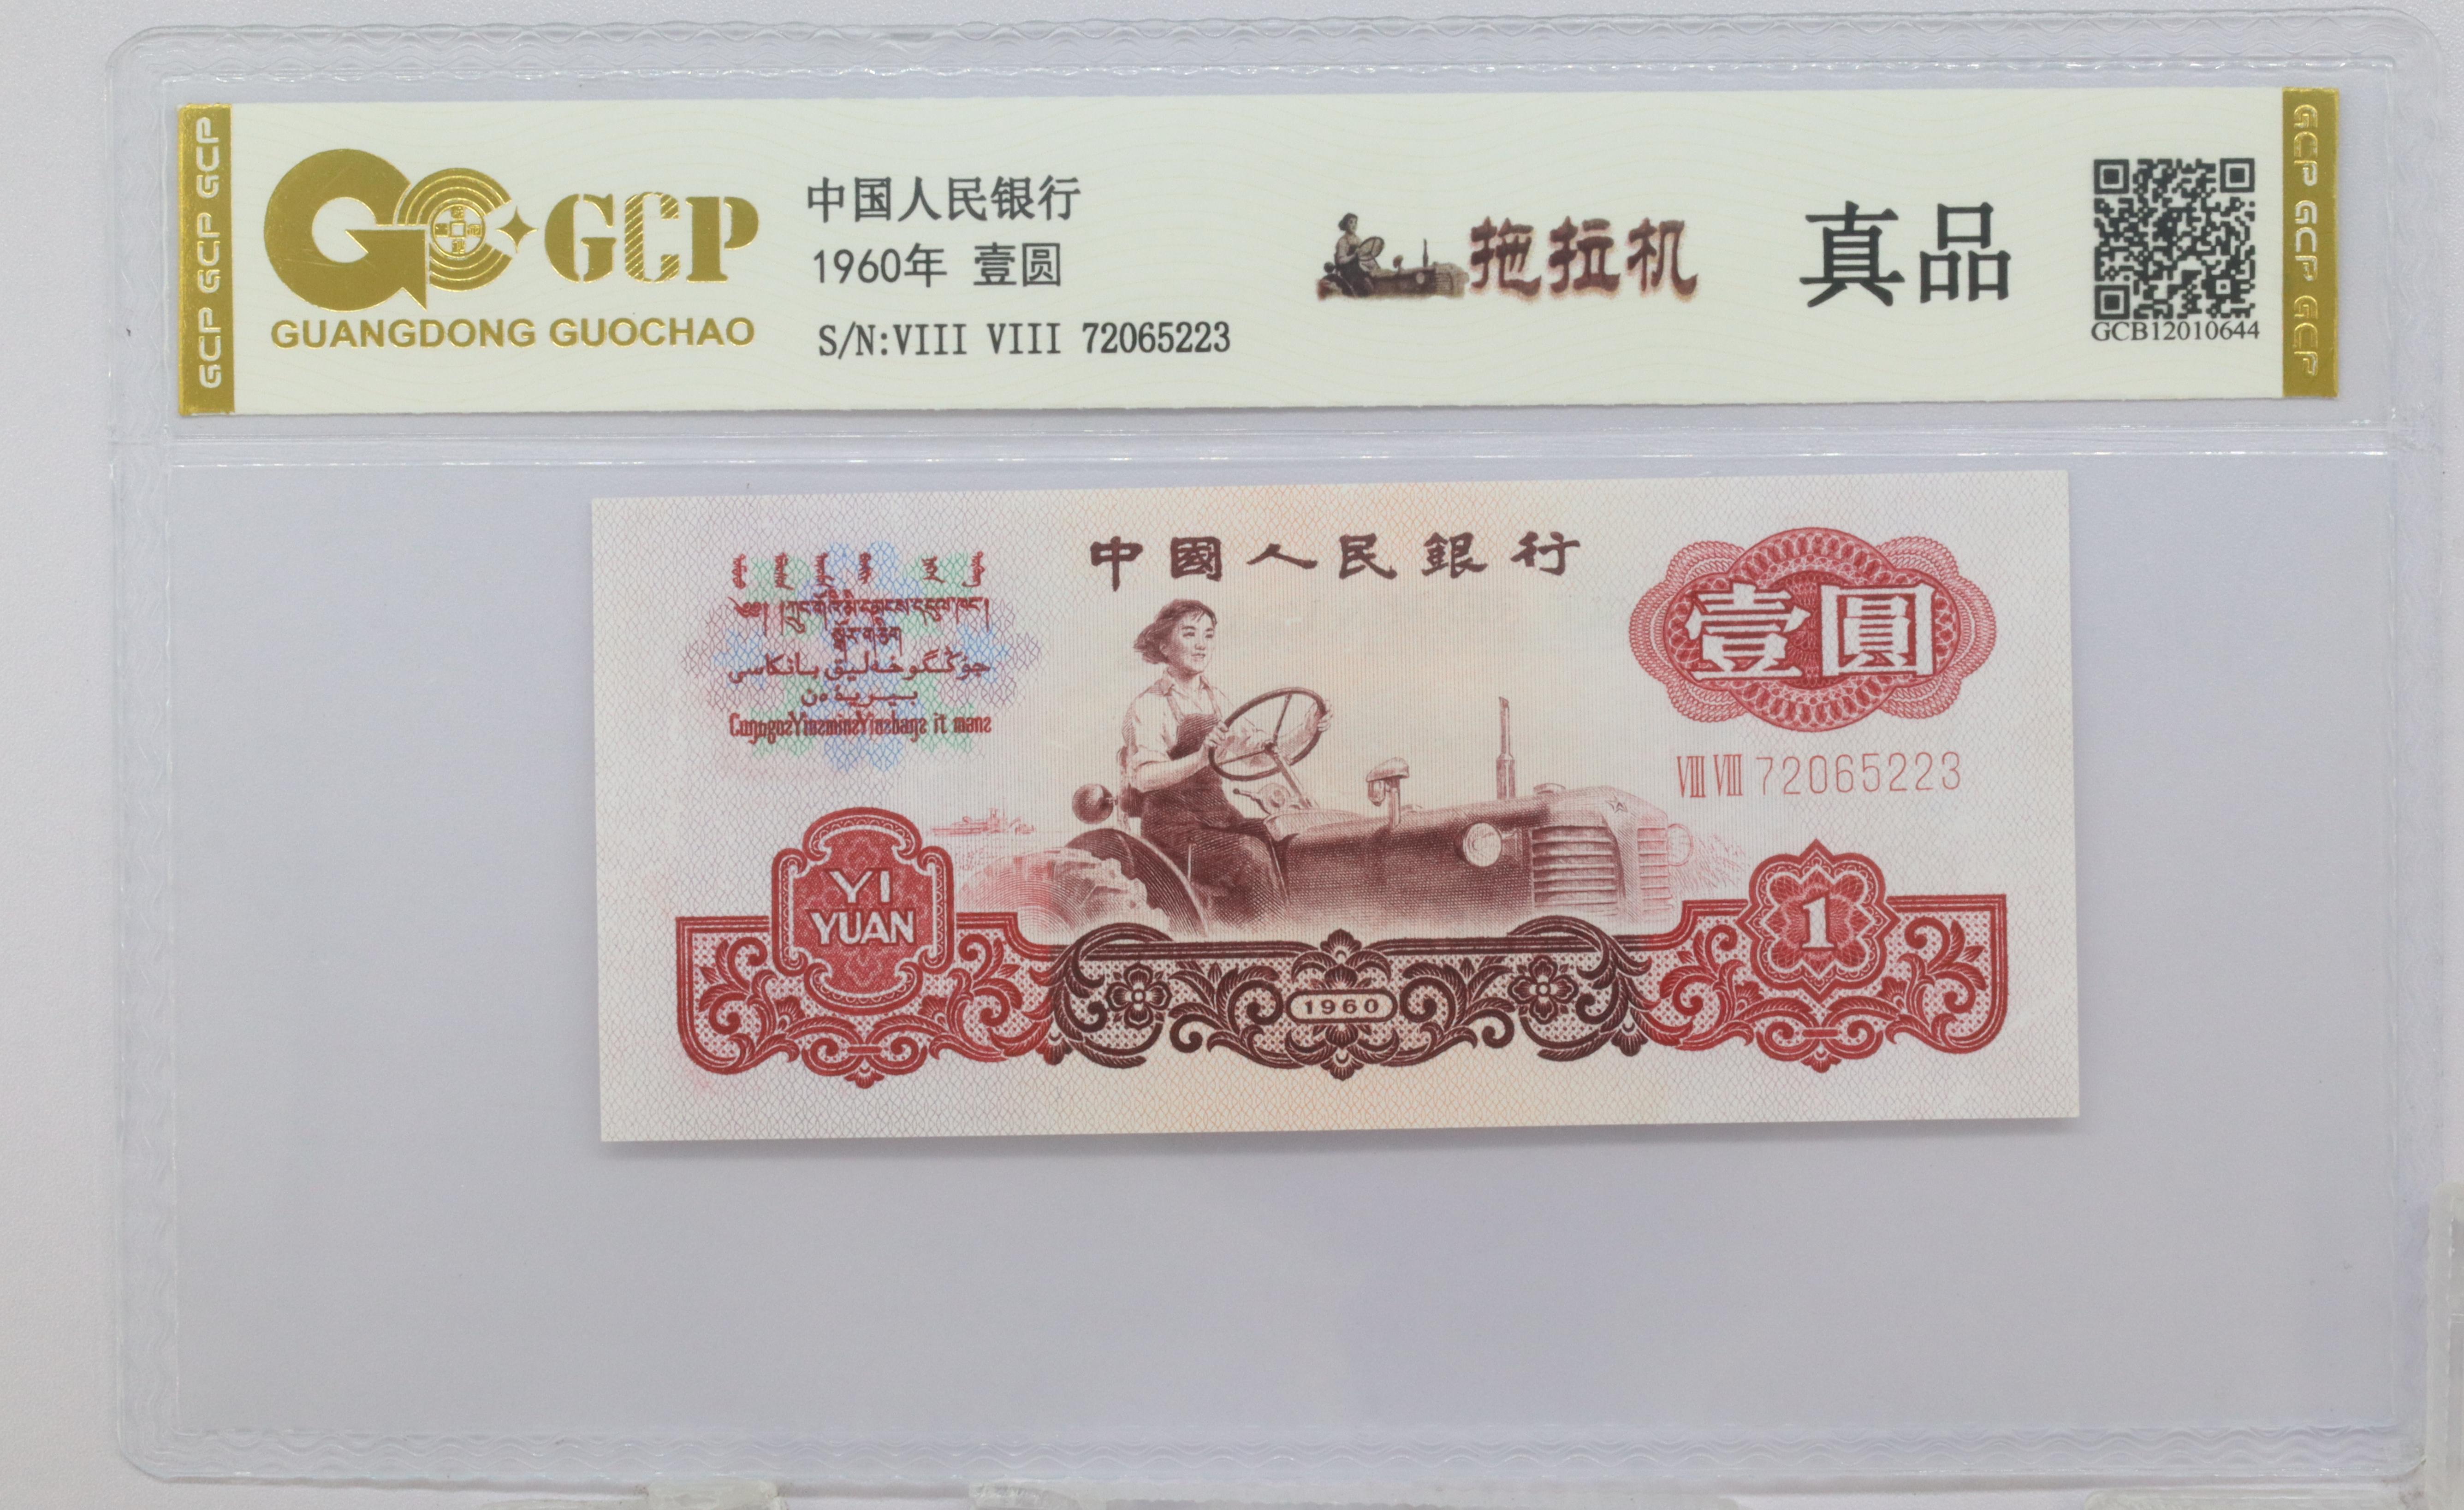 GCP GCP GCP
GCP
GUANGDONG GUOCHAO
中国人民银行
1960年 壹圆
S/N:VIII VIII 72065223
拖拉机
真品
GCB12010644
GCP GCP GCP
中國人民銀行
壹圓
VIII VIII 72065223
YI
YUAN
1
1960